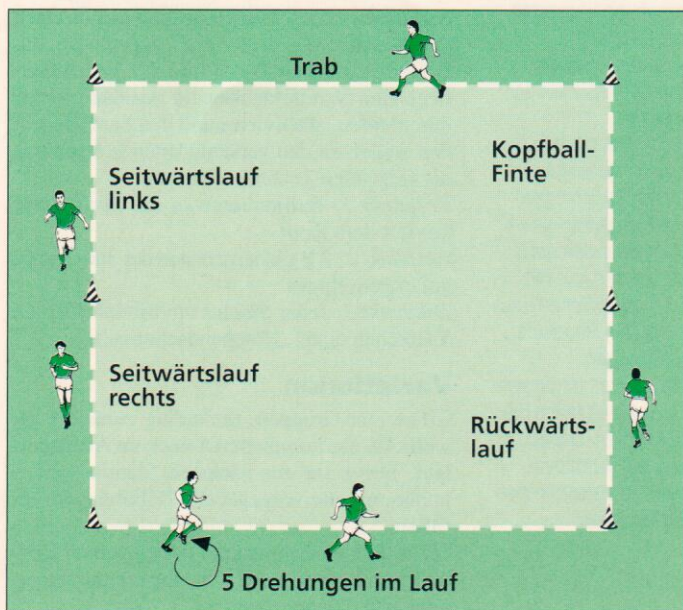 Trab
Kopfball-
Finte
Seitwärtslauf
links
Seitwärtslauf
rechts
Rückwärts-
lauf
5 Drehungen im Lauf